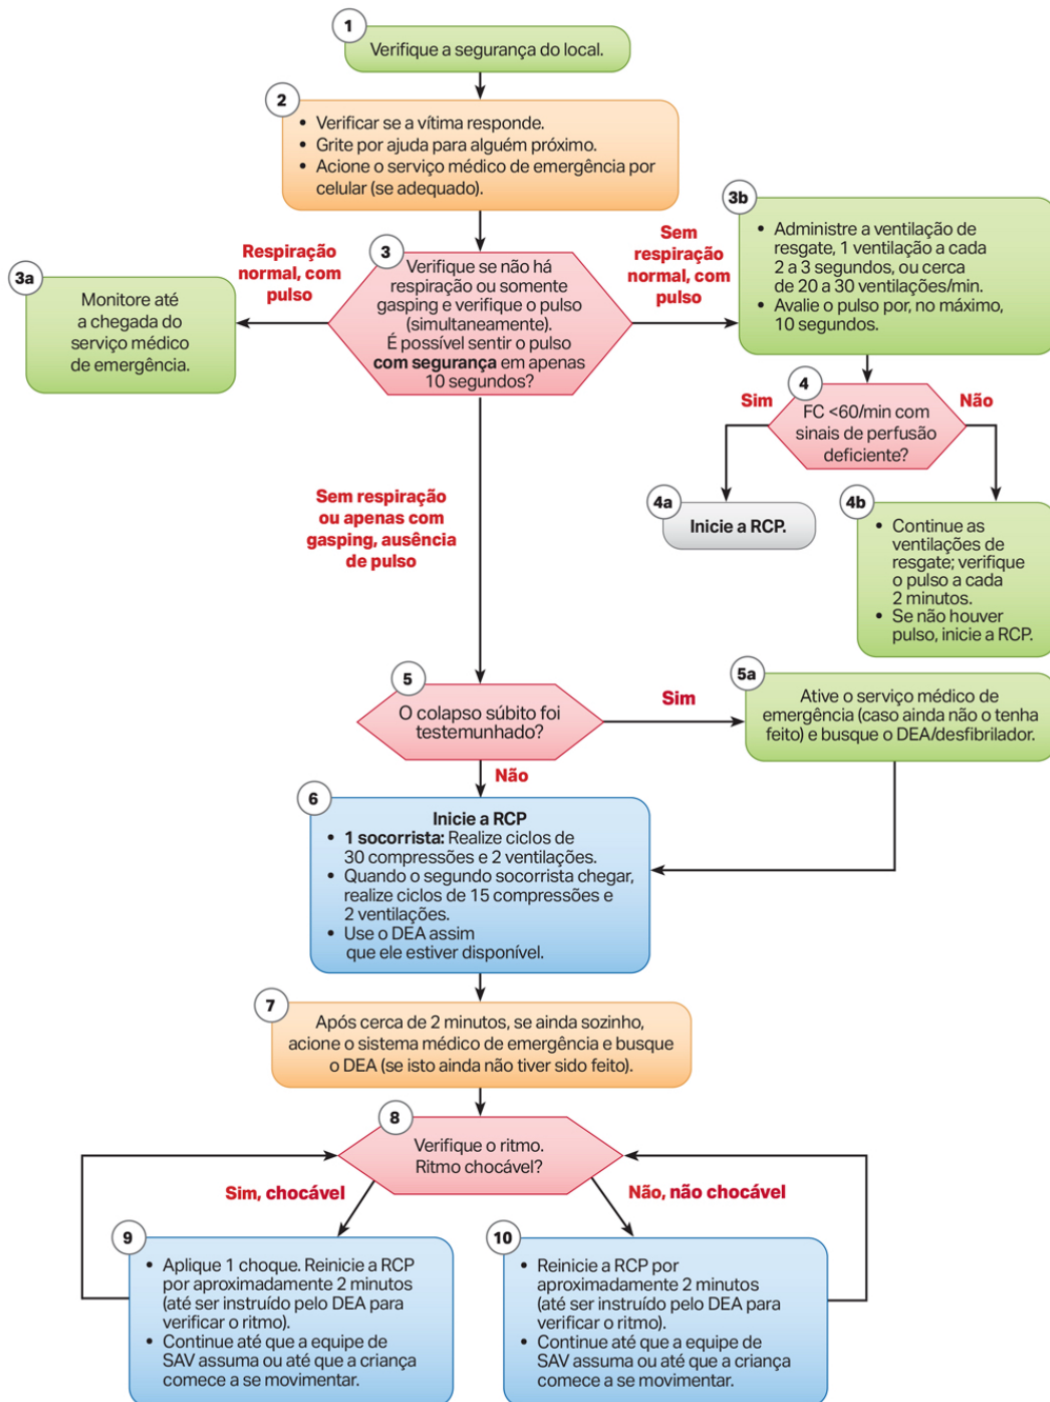 1
Verifique a segurança do local.
2
• Verificar se a vítima responde.
• Grite por ajuda para alguém próximo.
• Acione o serviço médico de emergência por
celular (se adequado).
3
Verifique se não há
respiração ou somente
gasping e verifique o pulso
(simultaneamente).
É possível sentir o pulso
com segurança em apenas
10 segundos?
Respiração
normal, com
pulso
3a
Monitore até
a chegada do
serviço médico
de emergência.
Sem
respiração
normal, com
pulso
3b
• Administre a ventilação de
resgate, 1 ventilação a cada
2 a 3 segundos, ou cerca
de 20 a 30 ventilações/min.
• Avalie o pulso por, no máximo,
10 segundos.
4
FC <60/min com
sinais de perfusão
deficiente?
Sim
Não
4a
Inicie a RCP.
4b
• Continue as
ventilações de
resgate; verifique
o pulso a cada
2 minutos.
• Se não houver
pulso, inicie a RCP.
Sem respiração
ou apenas com
gasping, ausência
de pulso
5
O colapso súbito foi
testemunhado?
Sim
5a
Ative o serviço médico de
emergência (caso ainda não o tenha
feito) e busque o DEA/desfibrilador.
Não
6
Inicie a RCP
• 1 socorrista: Realize ciclos de
30 compressões e 2 ventilações.
• Quando o segundo socorrista chegar,
realize ciclos de 15 compressões e
2 ventilações.
• Use o DEA assim
que ele estiver disponível.
7
Após cerca de 2 minutos, se ainda sozinho,
acione o sistema médico de emergência e busque
o DEA (se isto ainda não tiver sido feito).
8
Verifique o ritmo.
Ritmo chocável?
Sim, chocável
Não, não chocável
9
• Aplique 1 choque. Reinicie a RCP
por aproximadamente 2 minutos
(até ser instruído pelo DEA para
verificar o ritmo).
• Continue até que a equipe de
SAV assuma ou até que a criança
comece a se movimentar.
10
• Reinicie a RCP por
aproximadamente 2 minutos
(até ser instruído pelo DEA para
verificar o ritmo).
• Continue até que a equipe de
SAV assuma ou até que a criança
comece a se movimentar.